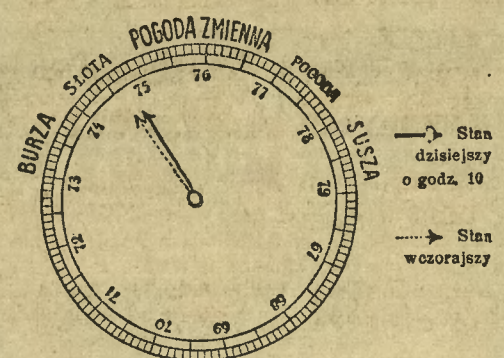 BURZA
SŁOTA
POGODA ZMIENNA
POGODA
SUSZA
73
74
75
76
77
78
79
67
68
69
70
71
72
Stan
dzisiejszy
o godz. 10
Stan
wczorajszy